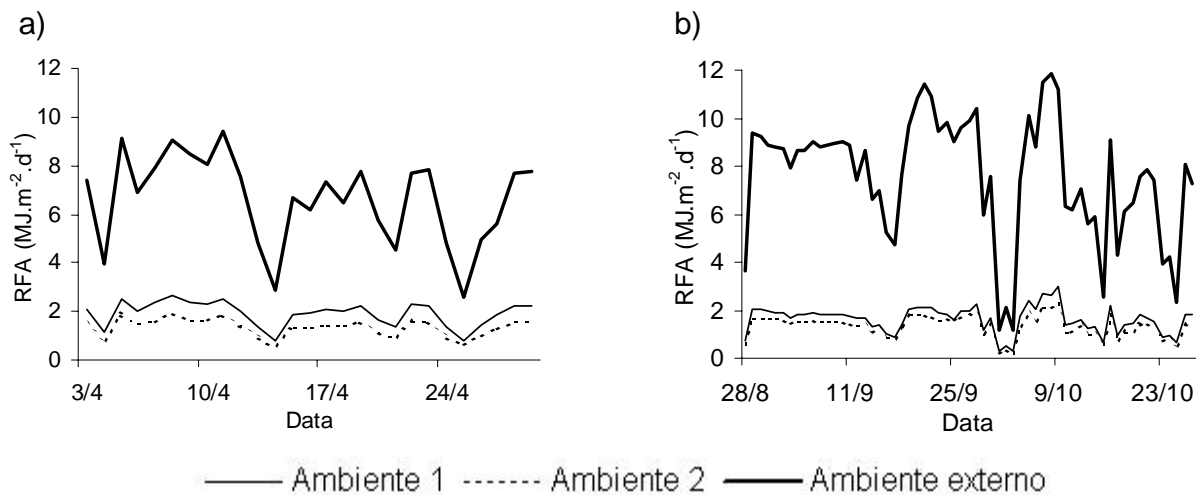 a)
RFA (MJ.m⁻².d⁻¹)
12
10
8
6
4
2
0
3/4 10/4 17/4 24/4
Data
b)
RFA (MJ.m⁻².d⁻¹)
12
10
8
6
4
2
0
28/8 11/9 25/9 9/10 23/10
Data
Ambiente 1 Ambiente 2 Ambiente externo